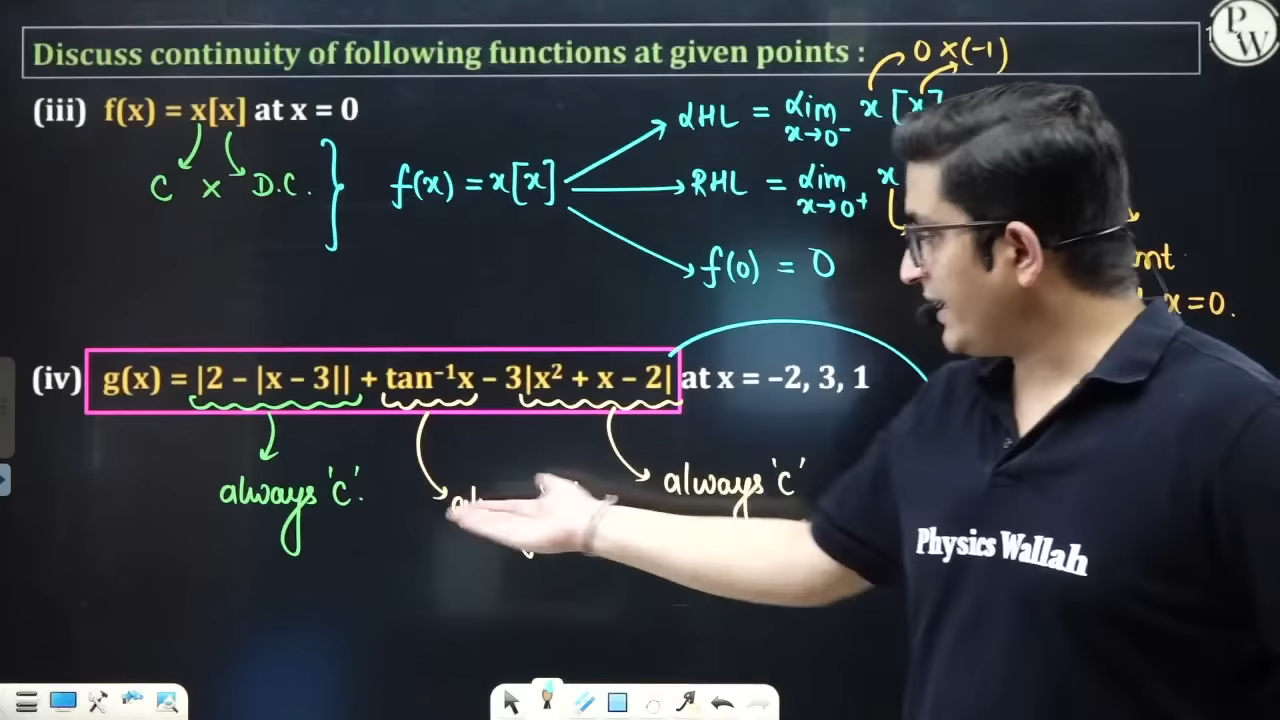 Discuss continuity of following functions at given points :
0 ×(-1)
PW
(iii) f(x) = x[x] at x = 0
C × D.C. }
f(x) = x[x]
LHL = lim x→0⁻ x[x]
RHL = lim x→0⁺ x
f(0) = 0
x=0.
(iv) g(x) = |2 – |x – 3|| + tan⁻¹x – 3|x² + x – 2| at x = –2, 3, 1
always 'c'.
always 'c'
Physics Wallah